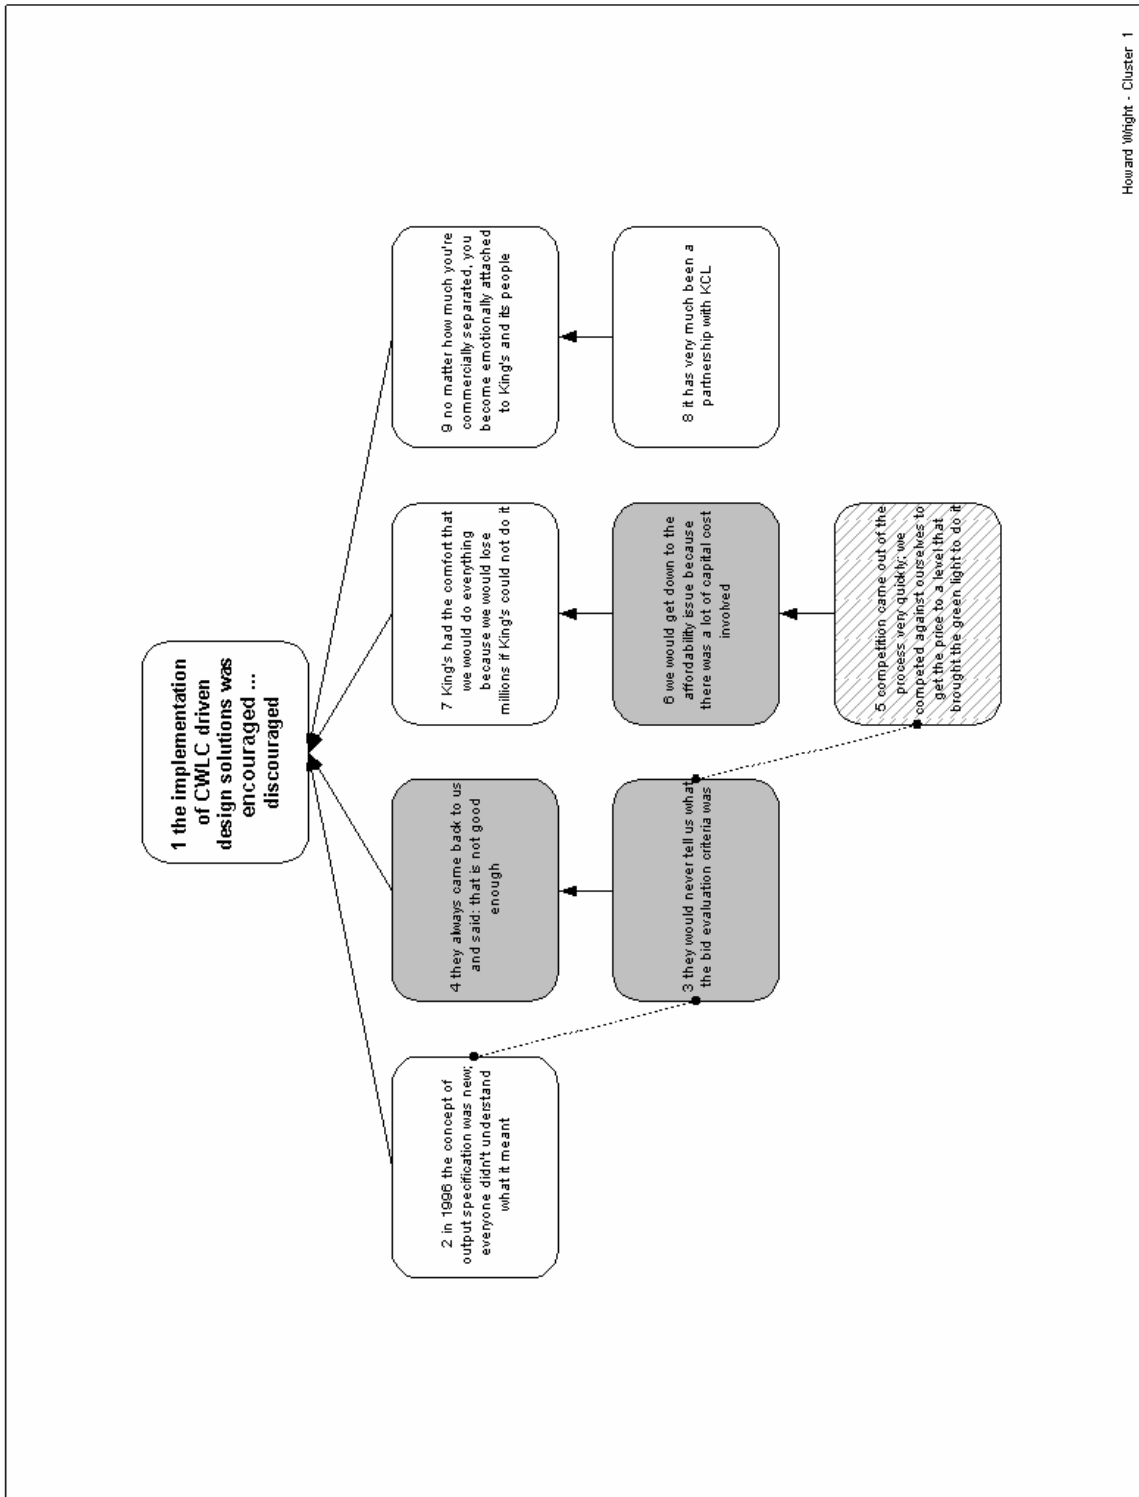 1 the implementation
of CWLC driven
design solutions was
encouraged ...
discouraged
2 in 1996 the concept of
output specification was new;
everyone didn't understand
what it meant
4 they always came back to us
and said: that is not good
enough
7 King's had the comfort that
we would do everything
because we would lose
millions if King's could not do it
9 no matter how much you're
commercially separated, you
become emotionally attached
to King's and its people
3 they would never tell us what
the bid evaluation criteria was
6 we would get down to the
affordability issue because
there was a lot of capital cost
involved
8 it has very much been a
partnership with KCL
5 competition came out of the
process very quickly; we
competed against ourselves to
get the price to a level that
brought the green light to do it
Howard Wright - Cluster 1